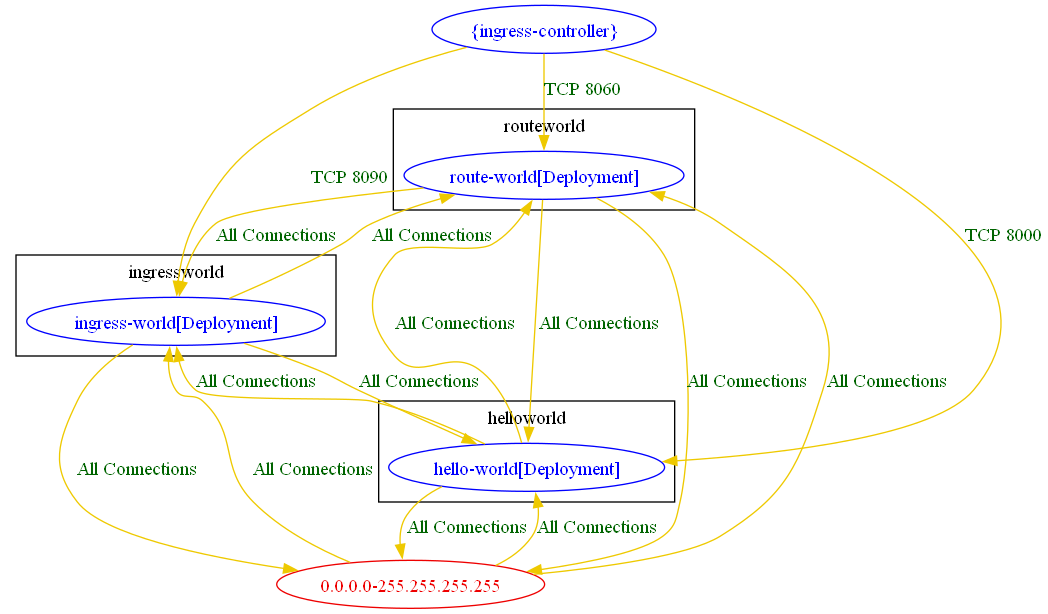 {ingress-controller}
TCP 8060
routeworld
route-world[Deployment]
TCP 8090
All Connections
All Connections
TCP 8000
ingressworld
ingress-world[Deployment]
All Connections
All Connections
All Connections
All Connections
All Connections
All Connections
helloworld
hello-world[Deployment]
All Connections
All Connections
All Connections
All Connections
0.0.0.0-255.255.255.255